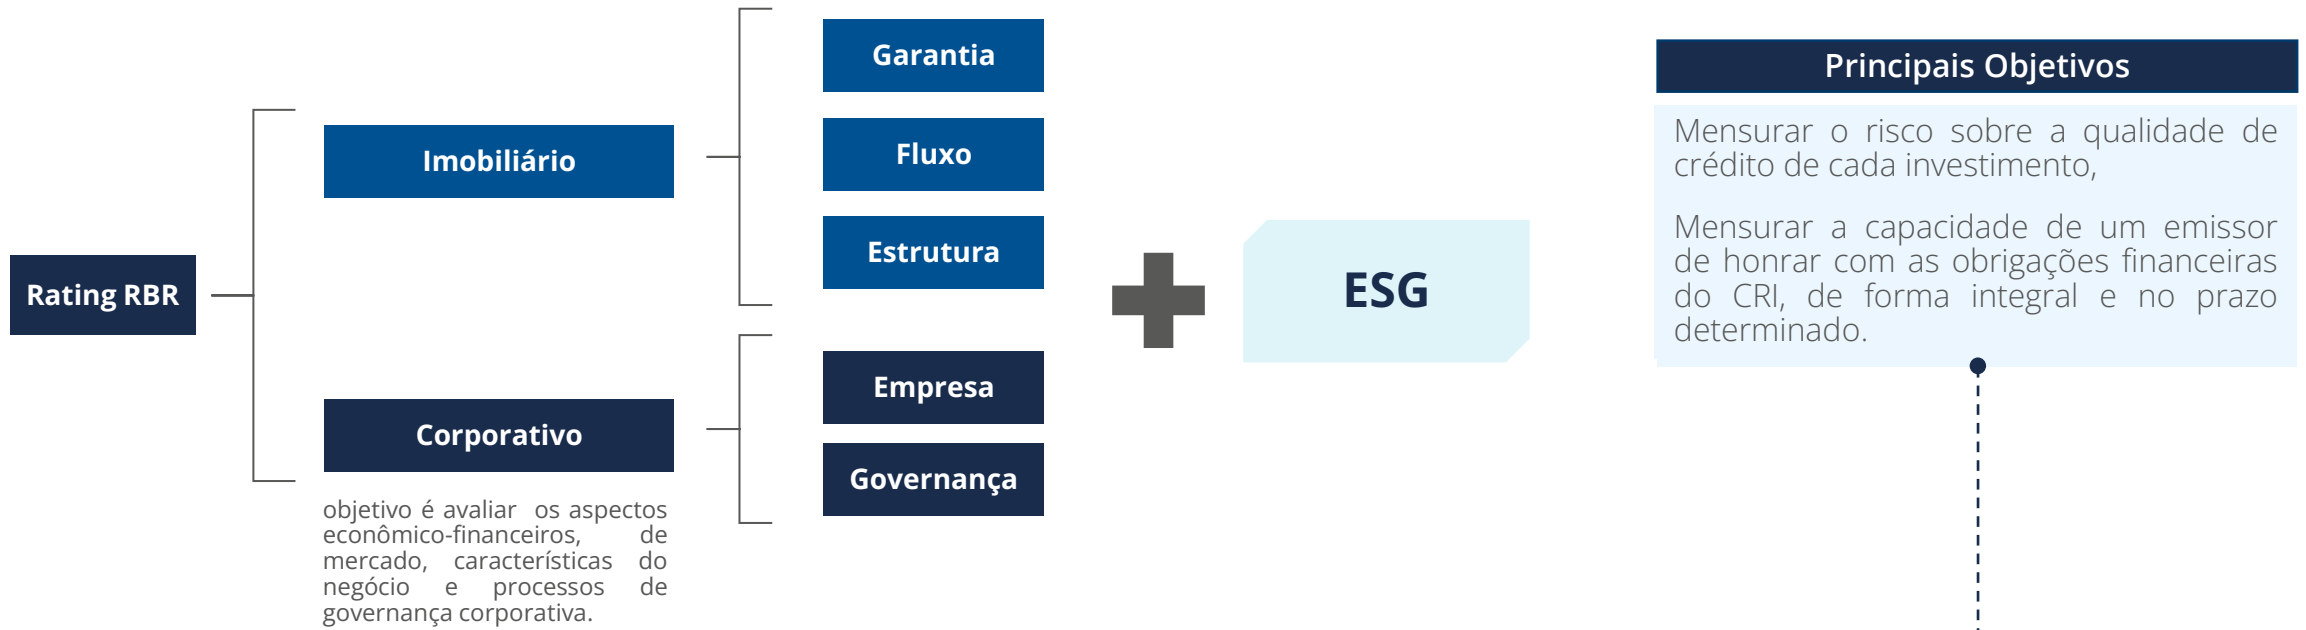 Rating RBR
Imobiliário
Garantia
Fluxo
Estrutura
Corporativo
objetivo é avaliar os aspectos
econômico-financeiros, de
mercado, características do
negócio e processos de
governança corporativa.
Empresa
Governança
ESG
Principais Objetivos
Mensurar o risco sobre a qualidade de
crédito de cada investimento,
Mensurar a capacidade de um emissor
de honrar com as obrigações financeiras
do CRI, de forma integral e no prazo
determinado.